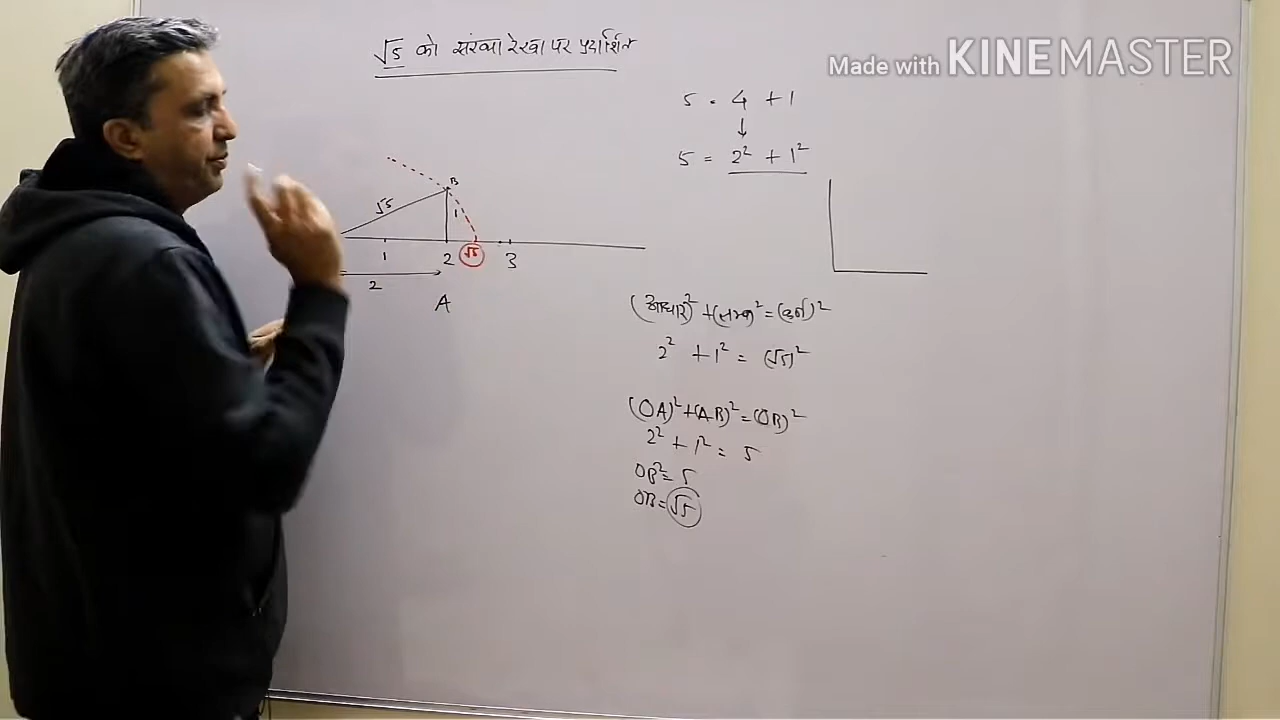 √5 को संख्या रेखा पर प्रदर्शित
Made with KINEMASTER
5 = 4 + 1
5 = 2² + 1²
B
√5
1
1 2 √5 3
2
A
(आधार)² + (लम्ब)² = (कर्ण)²
2² + 1² = (√5)²
(OA)² + (AB)² = (OB)²
2² + 1² = 5
OB² = 5
OB = √5